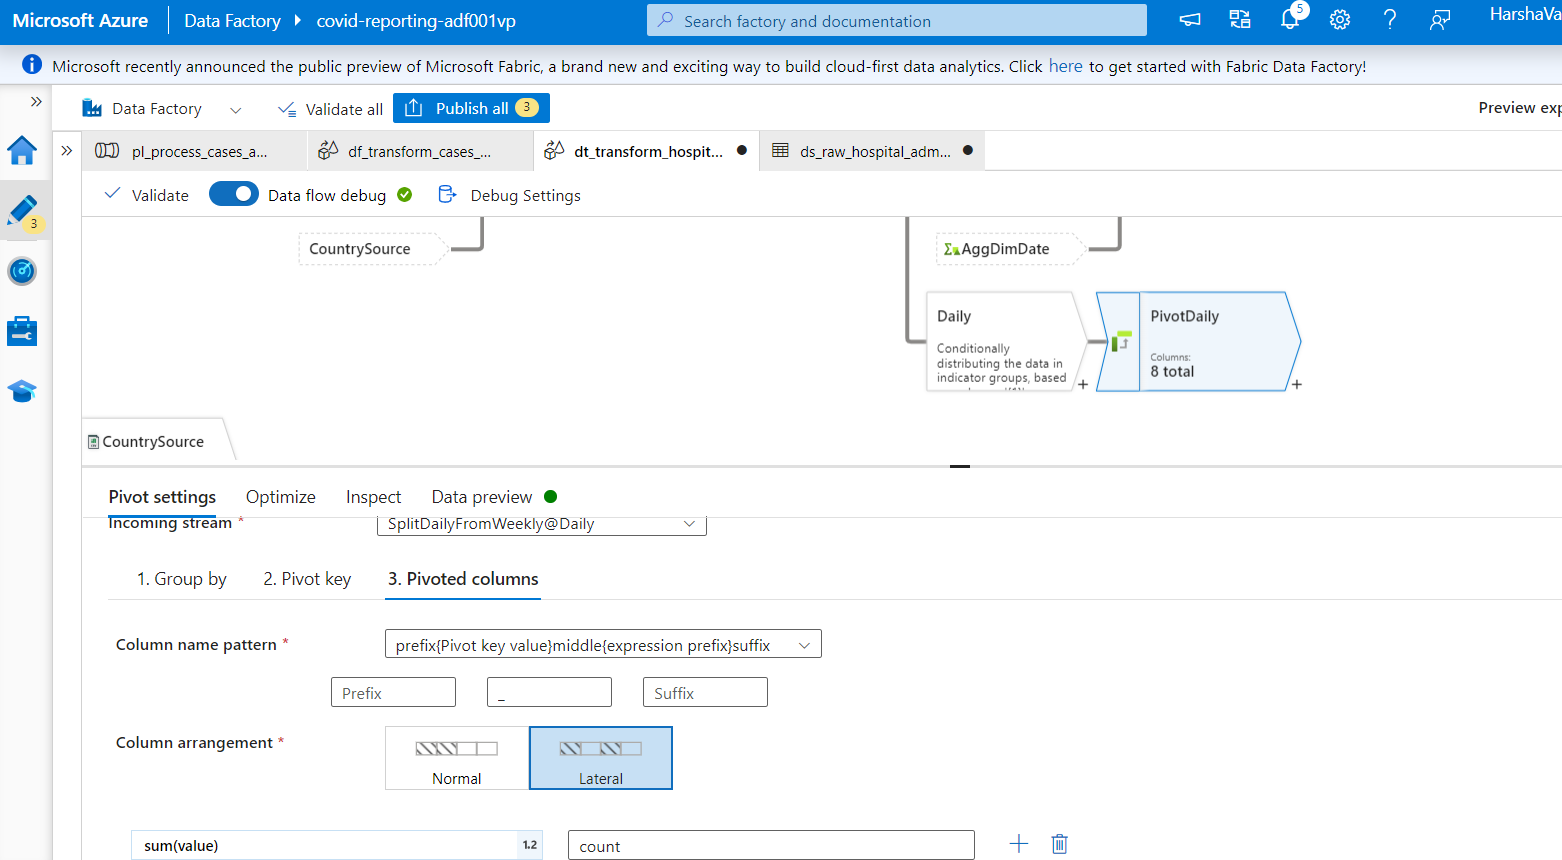 Microsoft Azure Data Factory covid-reporting-adf001vp Search factory and documentation 5 HarshaVa
Microsoft recently announced the public preview of Microsoft Fabric, a brand new and exciting way to build cloud-first data analytics. Click here to get started with Fabric Data Factory!
Data Factory Validate all Publish all 3 Preview exp
pl_process_cases_a... df_transform_cases_... dt_transform_hospit... ds_raw_hospital_adm...
Validate Data flow debug Debug Settings
3
CountrySource AggDimDate
Daily
Conditionally
distributing the data in
indicator groups, based
PivotDaily
Columns:
8 total
CountrySource
Pivot settings Optimize Inspect Data preview
Incoming stream * SplitDailyFromWeekly@Daily
1. Group by 2. Pivot key 3. Pivoted columns
Column name pattern * prefix{Pivot key value}middle{expression prefix}suffix
Prefix _ Suffix
Column arrangement *
Normal Lateral
sum(value) 1.2 count